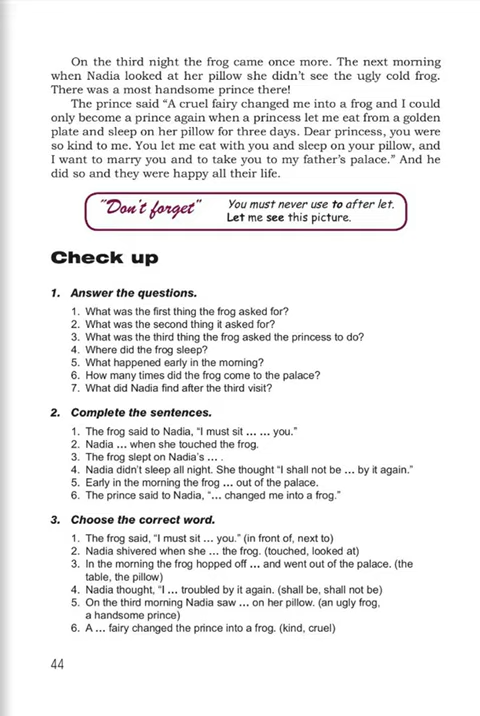 On the third night the frog came once more. The next morning
when Nadia looked at her pillow she didn't see the ugly cold frog.
There was a most handsome prince there!
The prince said “A cruel fairy changed me into a frog and I could
only become a prince again when a princess let me eat from a golden
plate and sleep on her pillow for three days. Dear princess, you were
so kind to me. You let me eat with you and sleep on your pillow, and
I want to marry you and to take you to my father's palace.” And he
did so and they were happy all their life.
"Don't forget"
You must never use to after let.
Let me see this picture.
Check up
1. Answer the questions.
1. What was the first thing the frog asked for?
2. What was the second thing it asked for?
3. What was the third thing the frog asked the princess to do?
4. Where did the frog sleep?
5. What happened early in the morning?
6. How many times did the frog come to the palace?
7. What did Nadia find after the third visit?
2. Complete the sentences.
1. The frog said to Nadia, “I must sit ... ... you.”
2. Nadia ... when she touched the frog.
3. The frog slept on Nadia's ... .
4. Nadia didn't sleep all night. She thought “I shall not be ... by it again.”
5. Early in the morning the frog ... out of the palace.
6. The prince said to Nadia, “... changed me into a frog.”
3. Choose the correct word.
1. The frog said, “I must sit ... you.” (in front of, next to)
2. Nadia shivered when she ... the frog. (touched, looked at)
3. In the morning the frog hopped off ... and went out of the palace. (the
table, the pillow)
4. Nadia thought, “I ... troubled by it again. (shall be, shall not be)
5. On the third morning Nadia saw ... on her pillow. (an ugly frog,
a handsome prince)
6. A ... fairy changed the prince into a frog. (kind, cruel)
44